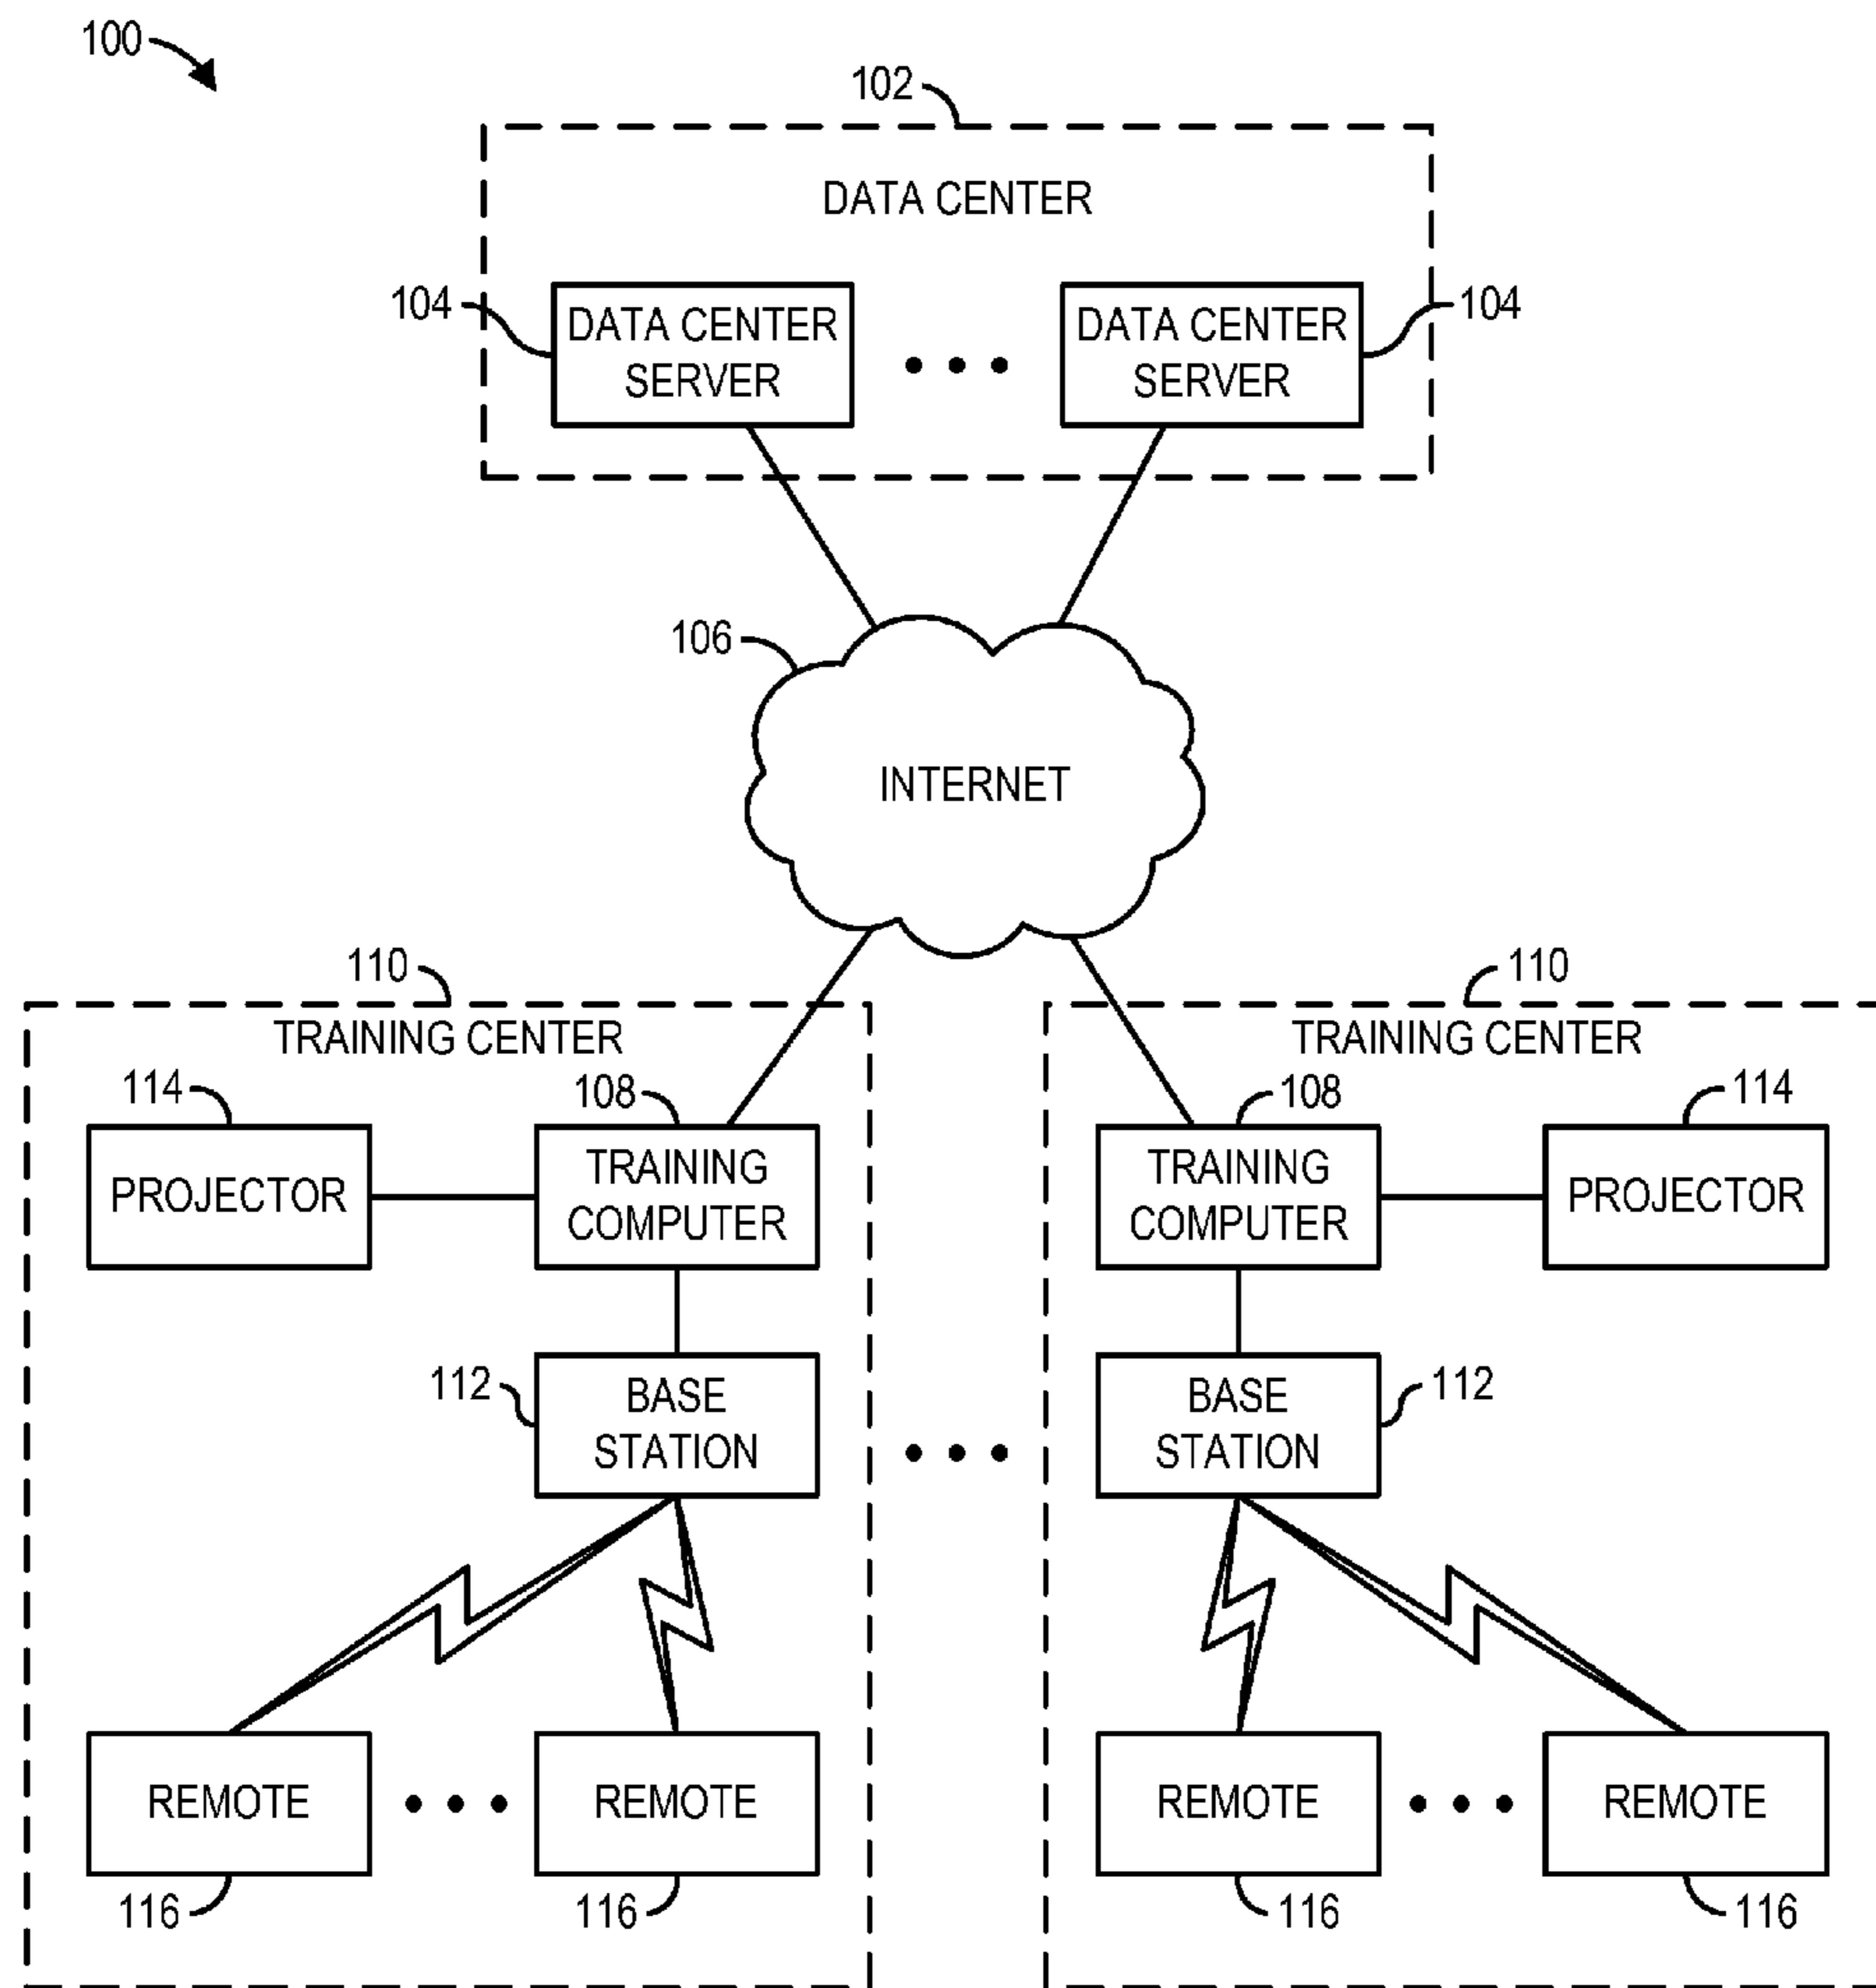 100
102
DATA CENTER
104
DATA CENTER
SERVER
DATA CENTER
SERVER
104
106
INTERNET
110
TRAINING CENTER
114
108
PROJECTOR
TRAINING
COMPUTER
112
BASE
STATION
REMOTE
REMOTE
116
116
110
TRAINING CENTER
108
114
TRAINING
COMPUTER
PROJECTOR
BASE
STATION
112
REMOTE
REMOTE
116
116